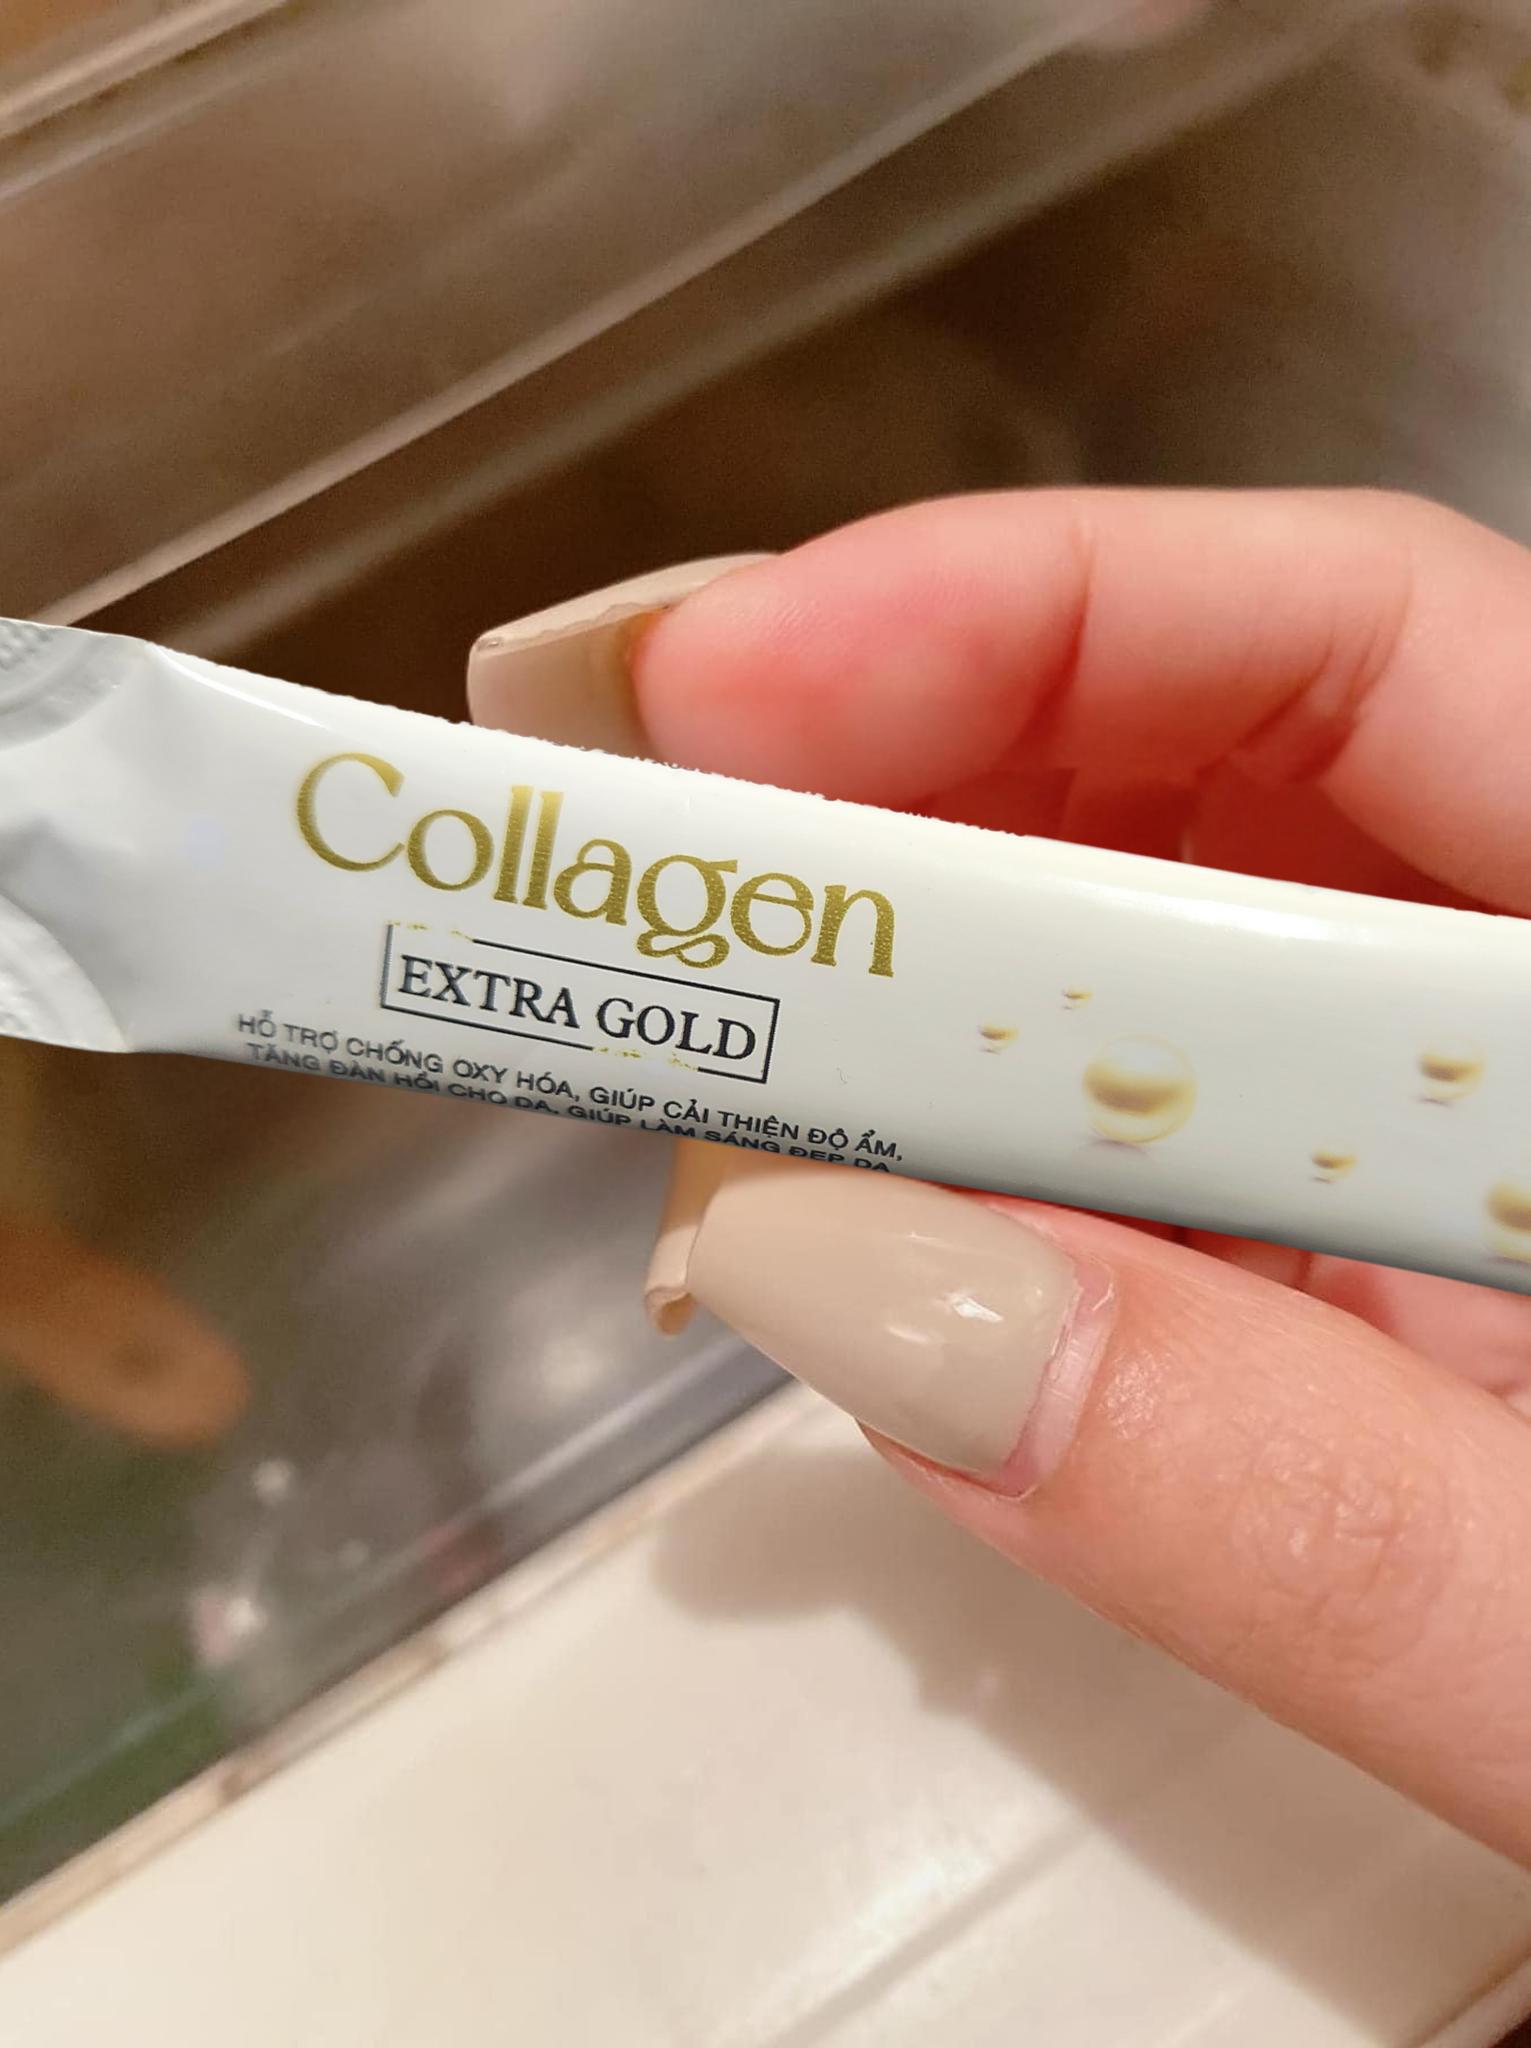 Collagen
EXTRA GOLD
HỖ TRỢ CHỐNG OXY HÓA, GIÚP CẢI THIỆN ĐỘ ẨM,
TĂNG ĐÀN HỒI CHO DA, GIÚP LÀM SÁNG ĐẸP DA